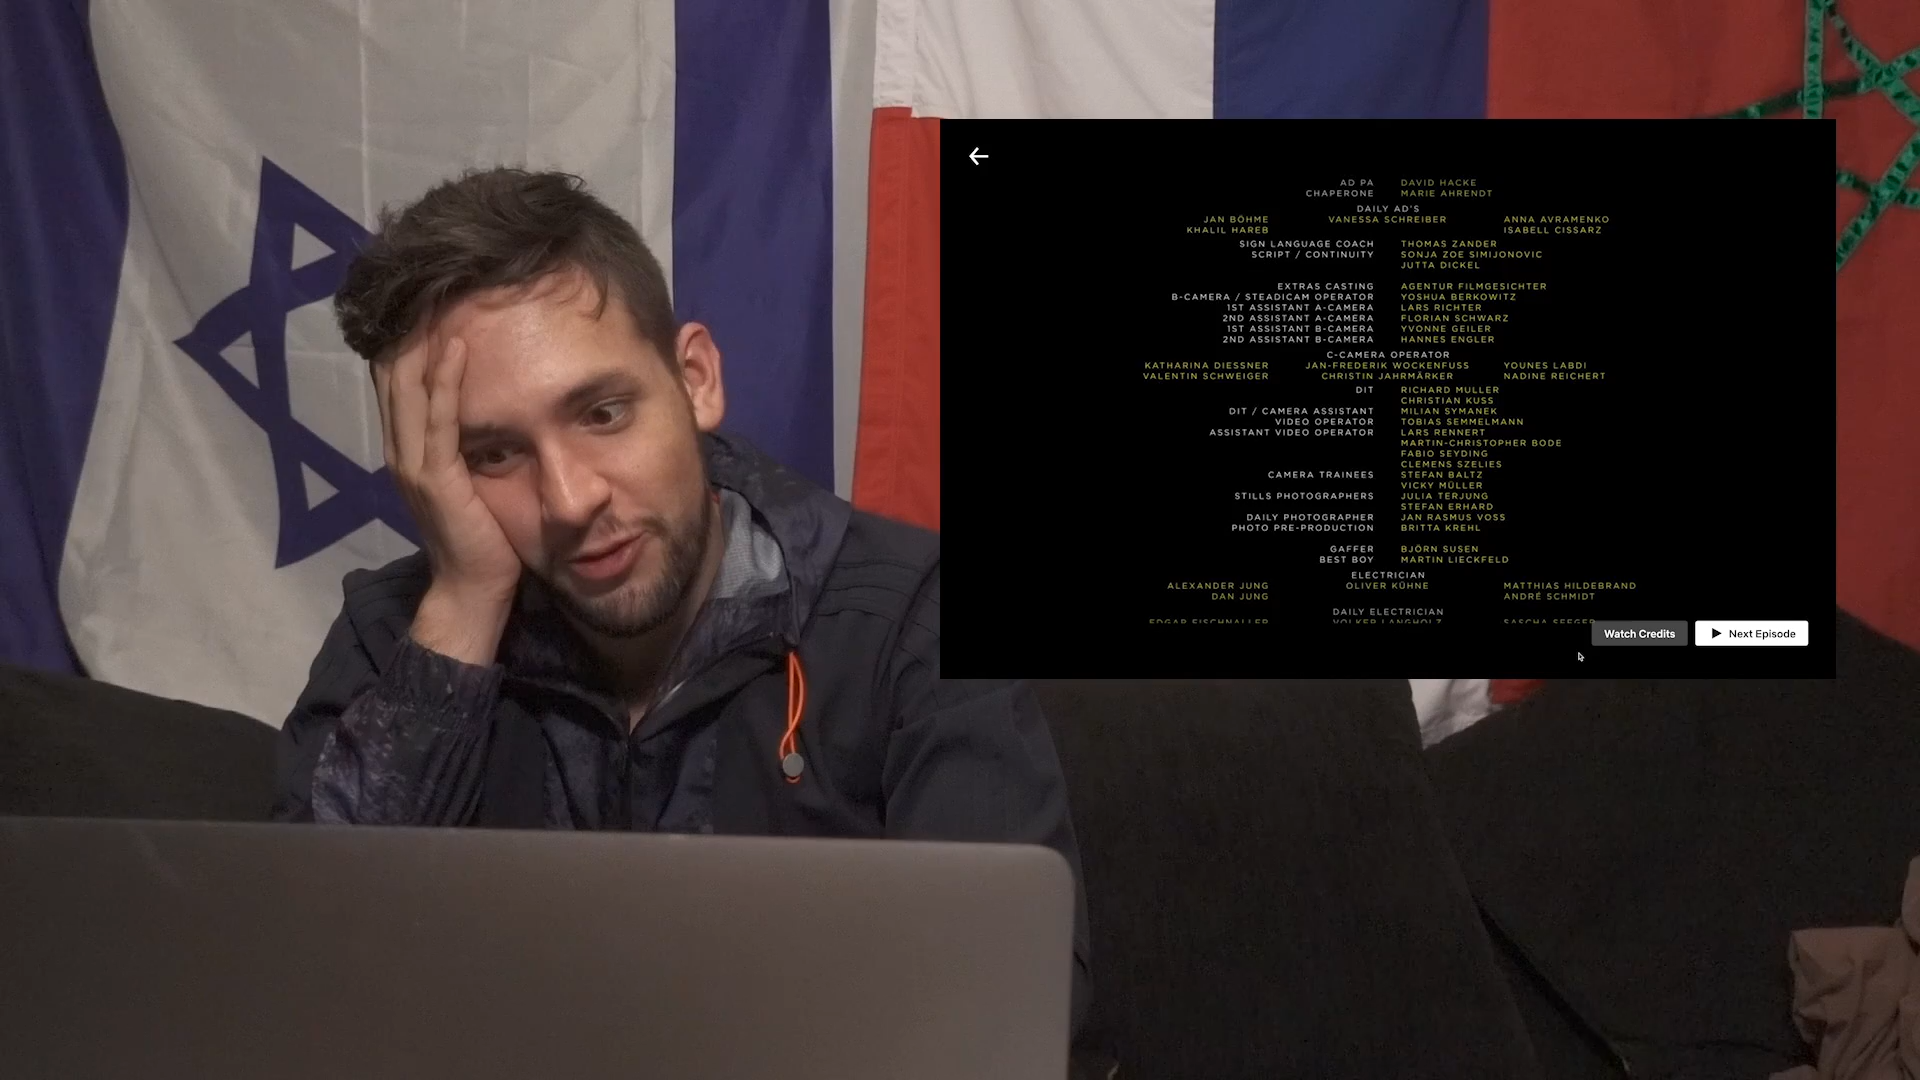 AD PA DAVID HACKE
CHAPERONE MARIE AHRENDT
DAILY AD'S
JAN BÖHME VANESSA SCHREIBER ANNA AVRAMENKO
KHALIL HAREB ISABELL CISSARZ
SIGN LANGUAGE COACH THOMAS ZANDER
SCRIPT / CONTINUITY SONJA ZOE SIMIJONOVIC
JUTTA DICKEL
EXTRAS CASTING AGENTUR FILMGESICHTER
B-CAMERA / STEADICAM OPERATOR YOSHUA BERKOWITZ
1ST ASSISTANT A-CAMERA LARS RICHTER
2ND ASSISTANT A-CAMERA FLORIAN SCHWARZ
1ST ASSISTANT B-CAMERA YVONNE GEILER
2ND ASSISTANT B-CAMERA HANNES ENGLER
C-CAMERA OPERATOR
KATHARINA DIESSNER JAN-FREDERIK WOCKENFUSS YOUNES LABDI
VALENTIN SCHWEIGER CHRISTIN JAHRMÄRKER NADINE REICHERT
DIT RICHARD MULLER
CHRISTIAN KUSS
DIT / CAMERA ASSISTANT MILIAN SYMANEK
VIDEO OPERATOR TOBIAS SEMMELMANN
ASSISTANT VIDEO OPERATOR LARS RENNERT
MARTIN-CHRISTOPHER BODE
FABIO SEYDING
CLEMENS SZELIES
CAMERA TRAINEES STEFAN BALTZ
VICKY MÜLLER
STILLS PHOTOGRAPHERS JULIA TERJUNG
STEFAN ERHARD
DAILY PHOTOGRAPHER JAN RASMUS VOSS
PHOTO PRE-PRODUCTION BRITTA KREHL
GAFFER BJÖRN SUSEN
BEST BOY MARTIN LIECKFELD
ELECTRICIAN
ALEXANDER JUNG OLIVER KÜHNE MATTHIAS HILDEBRAND
DAN JUNG ANDRÉ SCHMIDT
DAILY ELECTRICIAN
EDGAR FISCHNALLER VOLKER LANGHOLZ SASCHA SEEGER
Watch Credits Next Episode